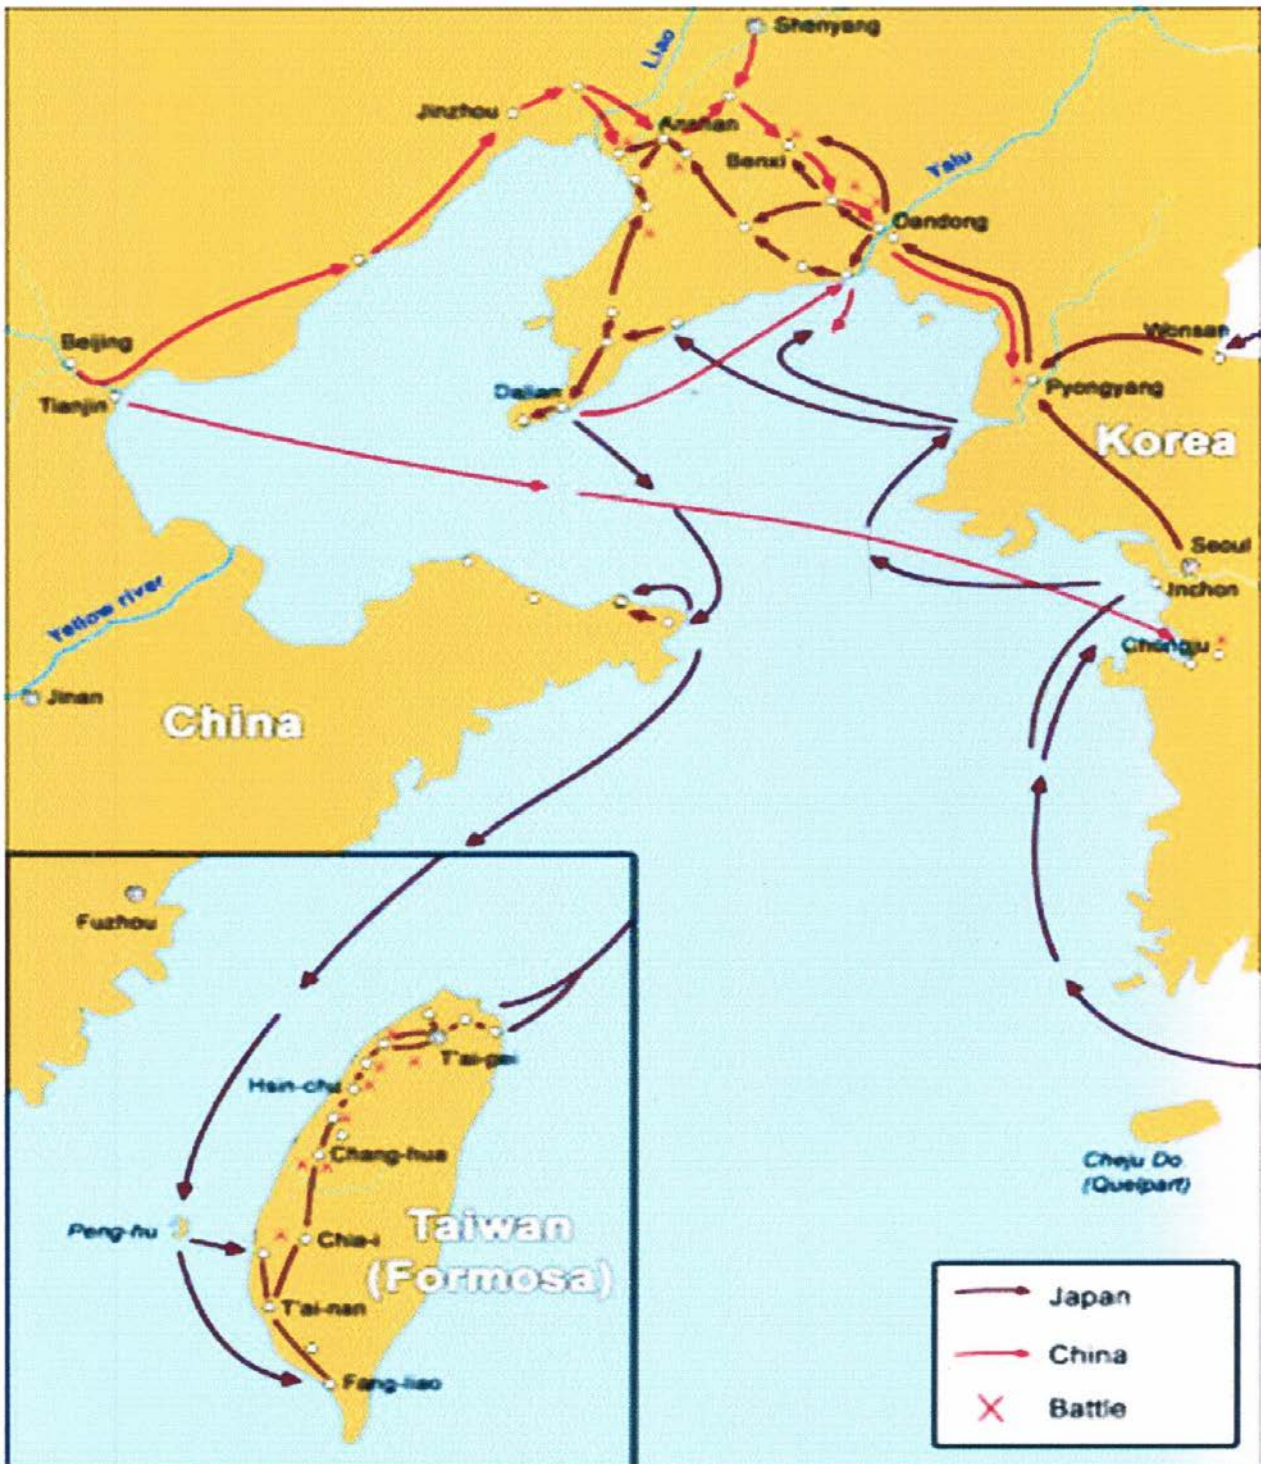 Shenyang
Liao
Jinzhou
Anshan
Benxi
Yalu
Dandong
Beijing
Tianjin
Wonsan
Dalian
Pyongyang
Korea
Seoul
Inchon
Yellow river
Chongju
Jinan
China
Fuzhou
T'ai-pei
Hsin-chu
Chang-hua
Cheju Do
(Quelpart)
Peng-hu
Taiwan
Chia-i
(Formosa)
T'ai-nan
Fang-liao
Japan
China
Battle